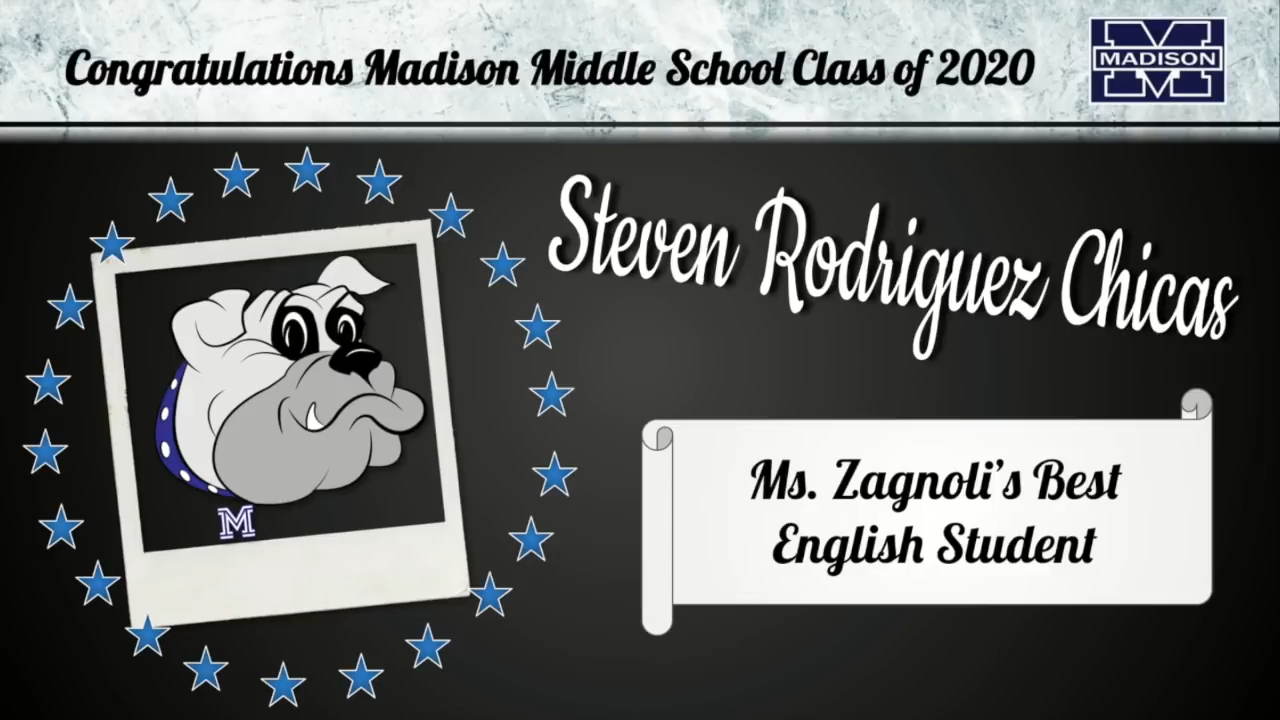 Congratulations Madison Middle School Class of 2020
M
MADISON
Steven Rodriguez Chicas
Ms. Zagnoli's Best
English Student
M